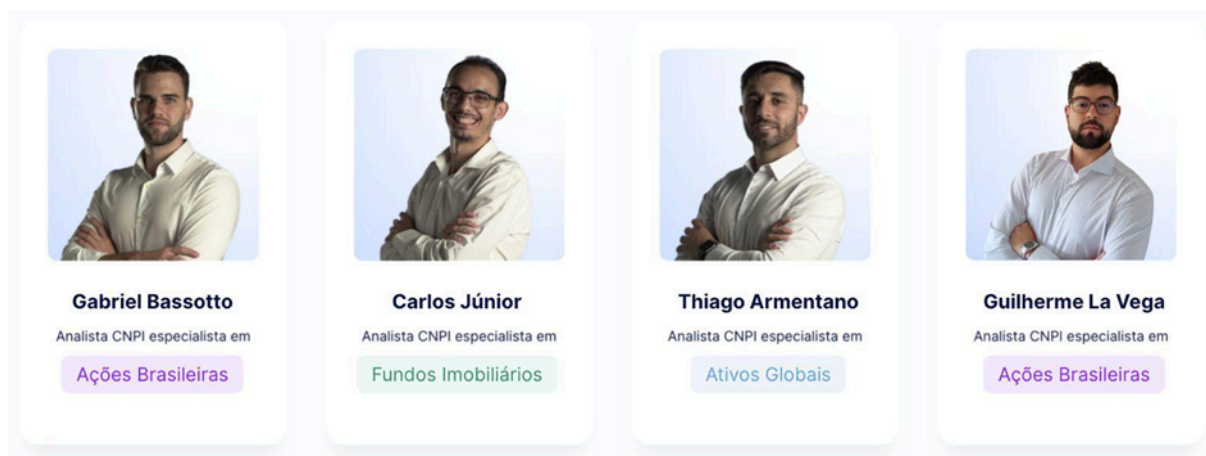 Gabriel Bassotto
Analista CNPI especialista em
Ações Brasileiras
Carlos Júnior
Analista CNPI especialista em
Fundos Imobiliários
Thiago Armentano
Analista CNPI especialista em
Ativos Globais
Guilherme La Vega
Analista CNPI especialista em
Ações Brasileiras